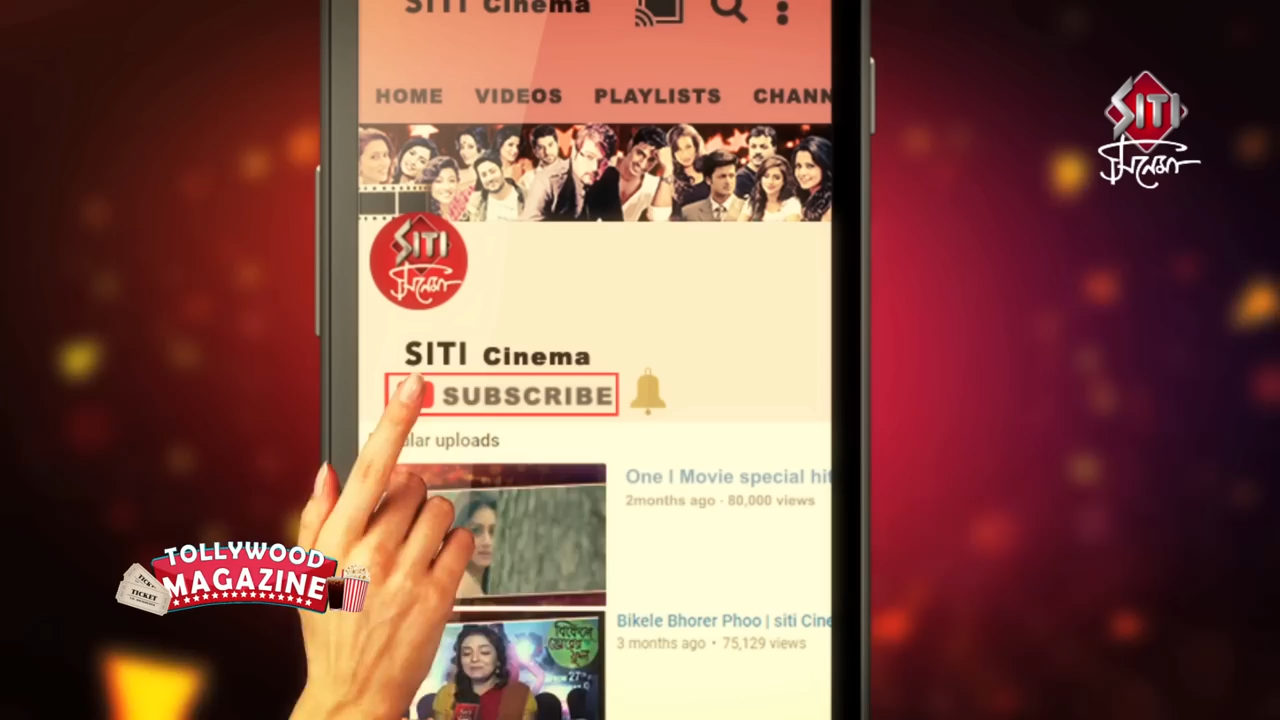 SITI Cinema
HOME VIDEOS PLAYLISTS CHANN
SITI
সিনেমা
SITI
সিনেমা
SITI Cinema
SUBSCRIBE
ular uploads
One I Movie special hit
2months ago · 80,000 views
TOLLYWOOD
MAGAZINE
TICKET
Bikele Bhorer Phoo | siti Cine
3 months ago · 75,129 views
বিকেলে
ভোরের
ফুল